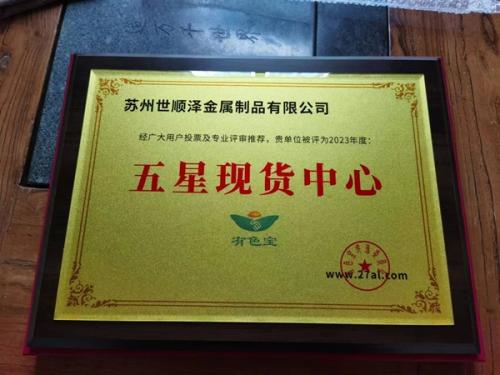 苏州世顺泽金属制品有限公司
经广大用户投票及专业评审推荐，贵单位被评为2023年度：
五星现货中心
有色宝
www.27al.com